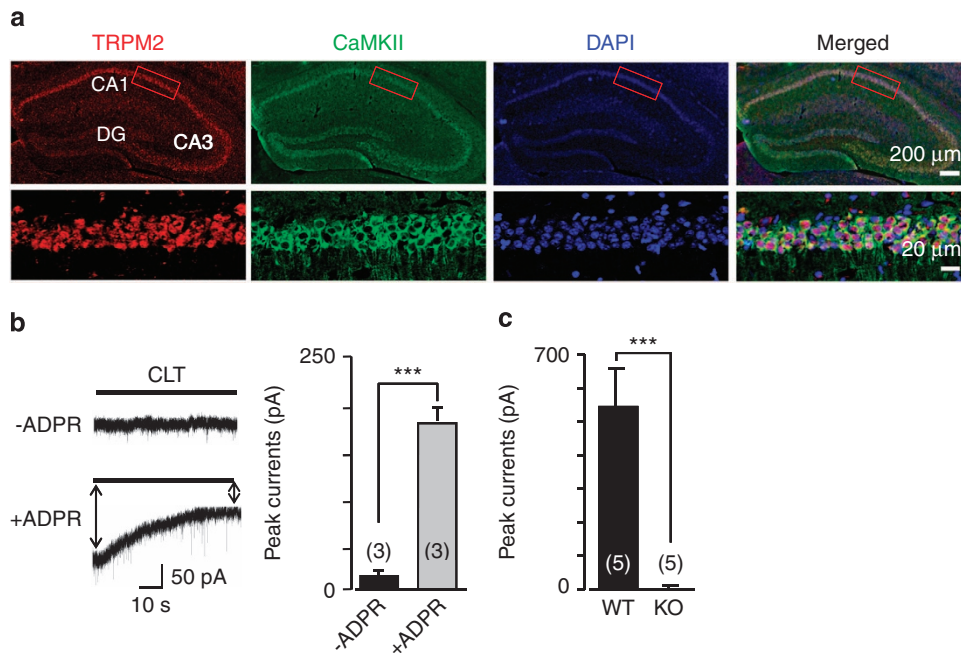 a
TRPM2 CaMKII DAPI Merged
CA1
DG
CA3
200 μm
20 μm
b
CLT
-ADPR
+ADPR
50 pA
10 s
Peak currents (pA)
250
0
***
(3) (3)
-ADPR +ADPR
c
Peak currents (pA)
700
0
***
(5) (5)
WT KO